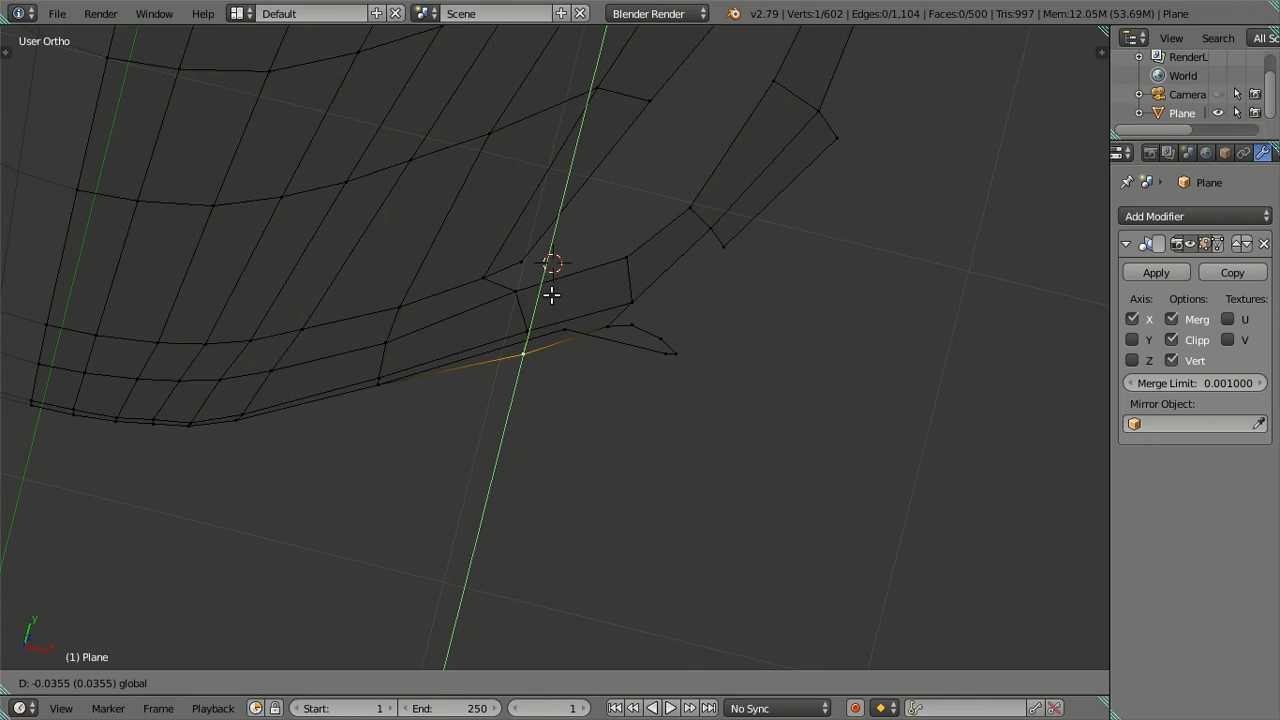 File Render Window Help Default Scene Blender Render v2.79 | Verts:1/602 | Edges:0/1,104 | Faces:0/500 | Tris:997 | Mem:12.05M (53.69M) | Plane
User Ortho
View Search All Sc
RenderL
World
Camera
Plane
Plane
Add Modifier
Apply Copy
Axis: Options: Textures:
X Merg U
Y Clipp V
Z Vert
Merge Limit: 0.001000
Mirror Object:
y
x
(1) Plane
D: -0.0355 (0.0355) global
View Marker Frame Playback Start: 1 End: 250 1 No Sync